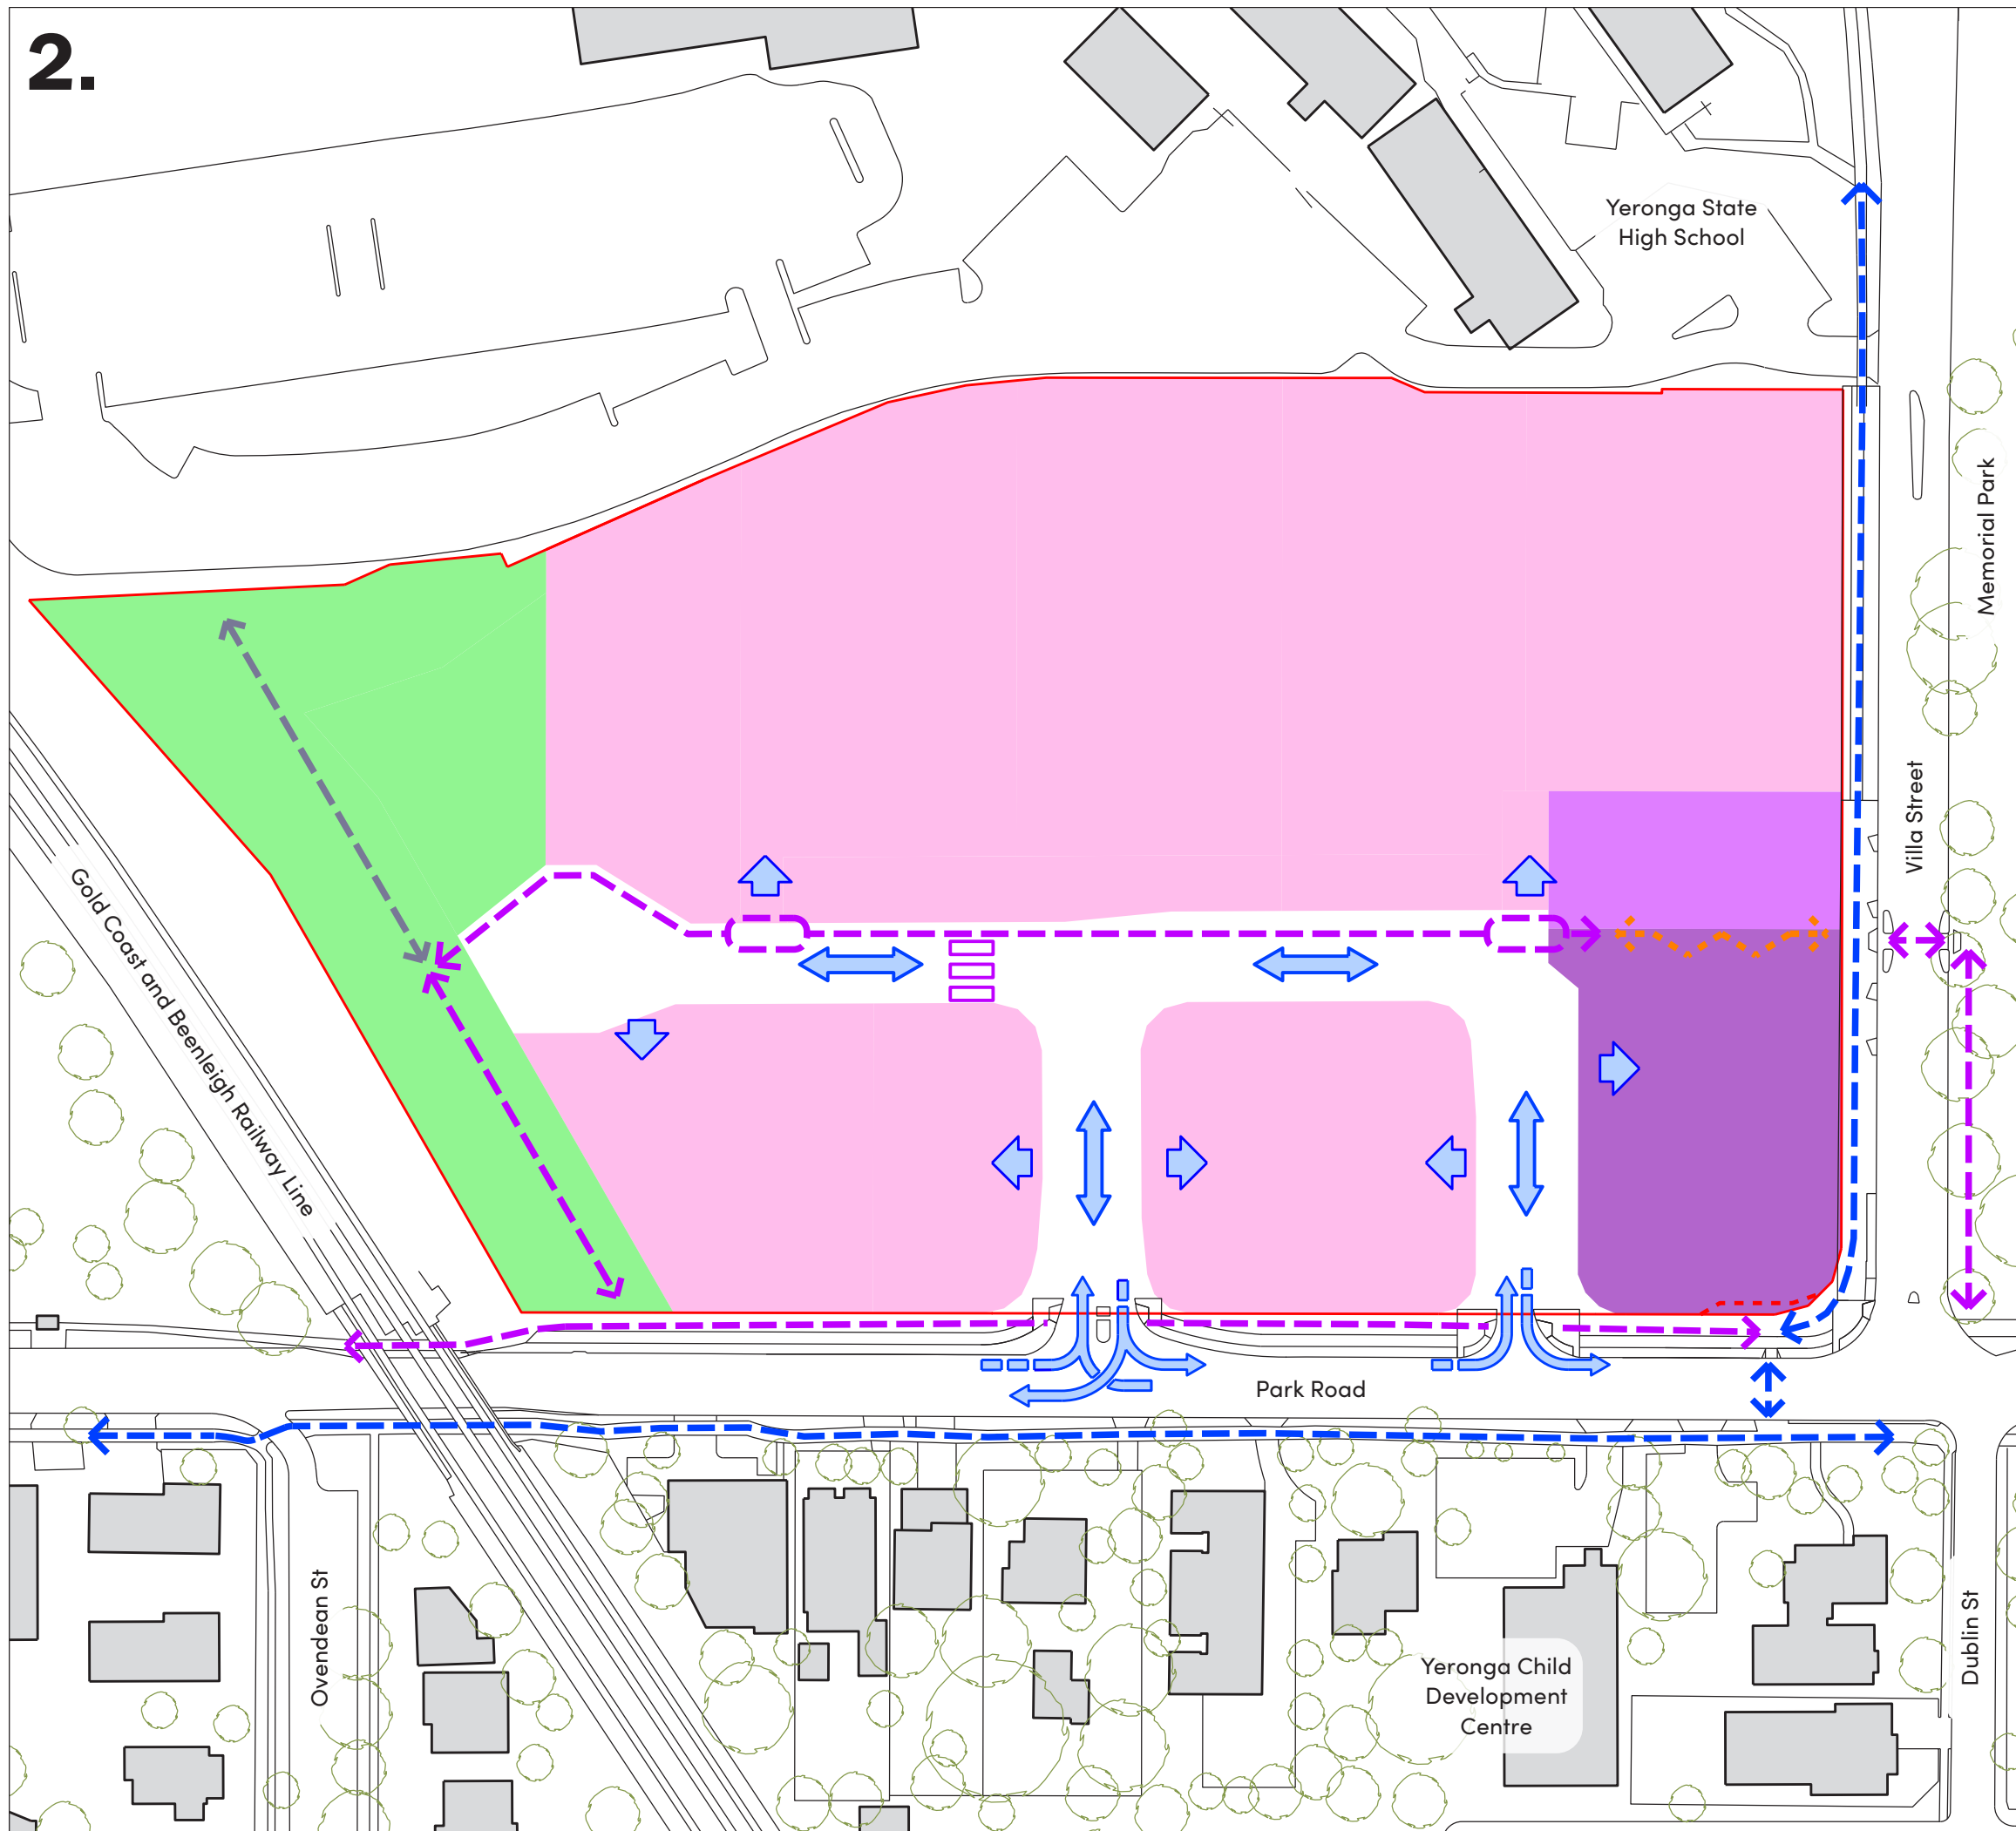 2.
Yeronga State
High School
Memorial Park
Villa Street
Gold Coast and Beenleigh Railway Line
Park Road
Ovendean St
Yeronga Child
Development
Centre
Dublin St